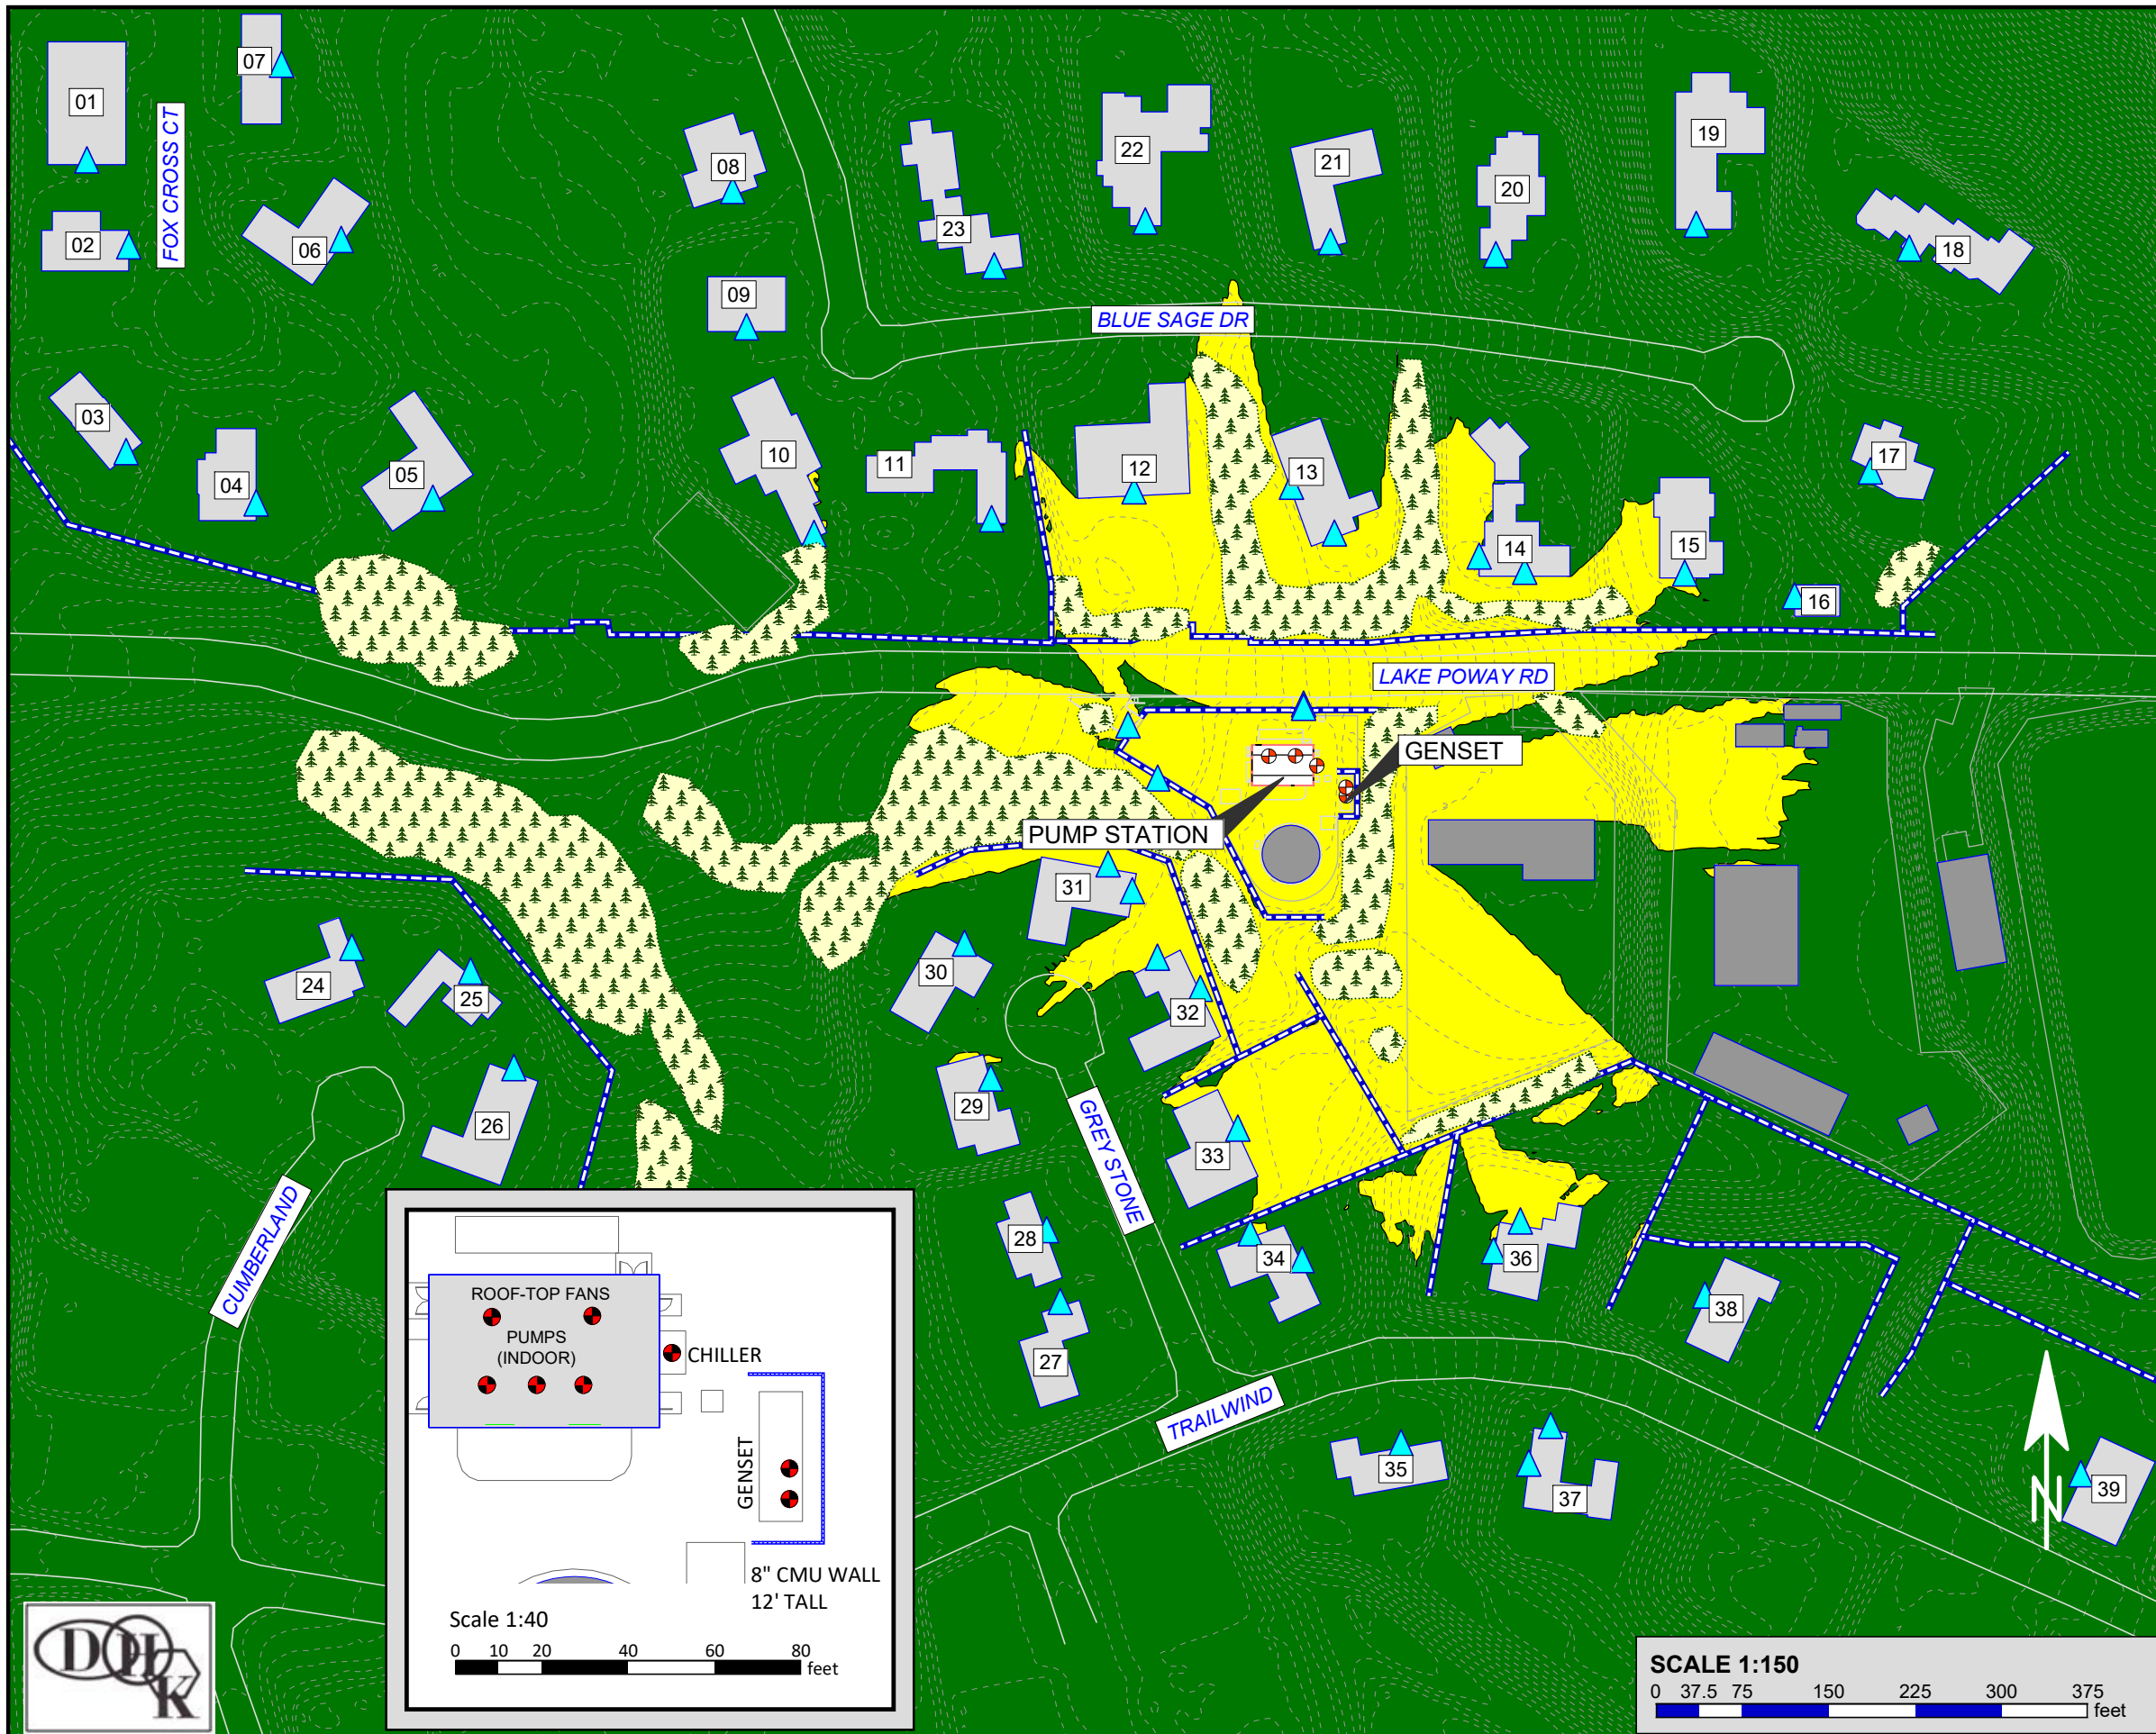 07
01
FOX CROSS CT
08
22
21
20
19
02
06
23
18
09
BLUE SAGE DR
03
04
05
10
11
12
13
14
15
17
16
LAKE POWAY RD
GENSET
PUMP STATION
31
24
25
30
32
26
29
33
GREY STONE
CUMBERLAND
28
34
36
38
27
TRAILWIND
35
37
39
N
ROOF-TOP FANS
PUMPS
(INDOOR)
CHILLER
GENSET
8" CMU WALL
12' TALL
Scale 1:40
0 10 20 40 60 80
feet
DHK
SCALE 1:150
0 37.5 75 150 225 300 375
feet